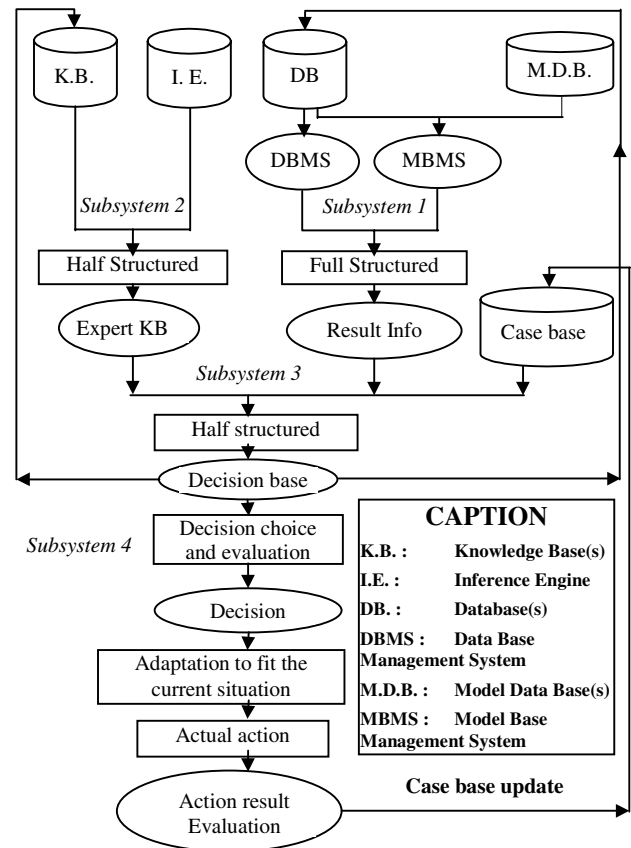 K.B.
I. E.
DB
M.D.B.
DBMS
MBMS
Subsystem 2
Subsystem 1
Half Structured
Full Structured
Expert KB
Result Info
Case base
Subsystem 3
Half structured
Decision base
Subsystem 4
Decision choice
and evaluation
Decision
Adaptation to fit the
current situation
Actual action
Action result
Evaluation
CAPTION
K.B. : Knowledge Base(s)
I.E. : Inference Engine
DB. : Database(s)
DBMS : Data Base
Management System
M.D.B. : Model Data Base(s)
MBMS : Model Base
Management System
Case base update